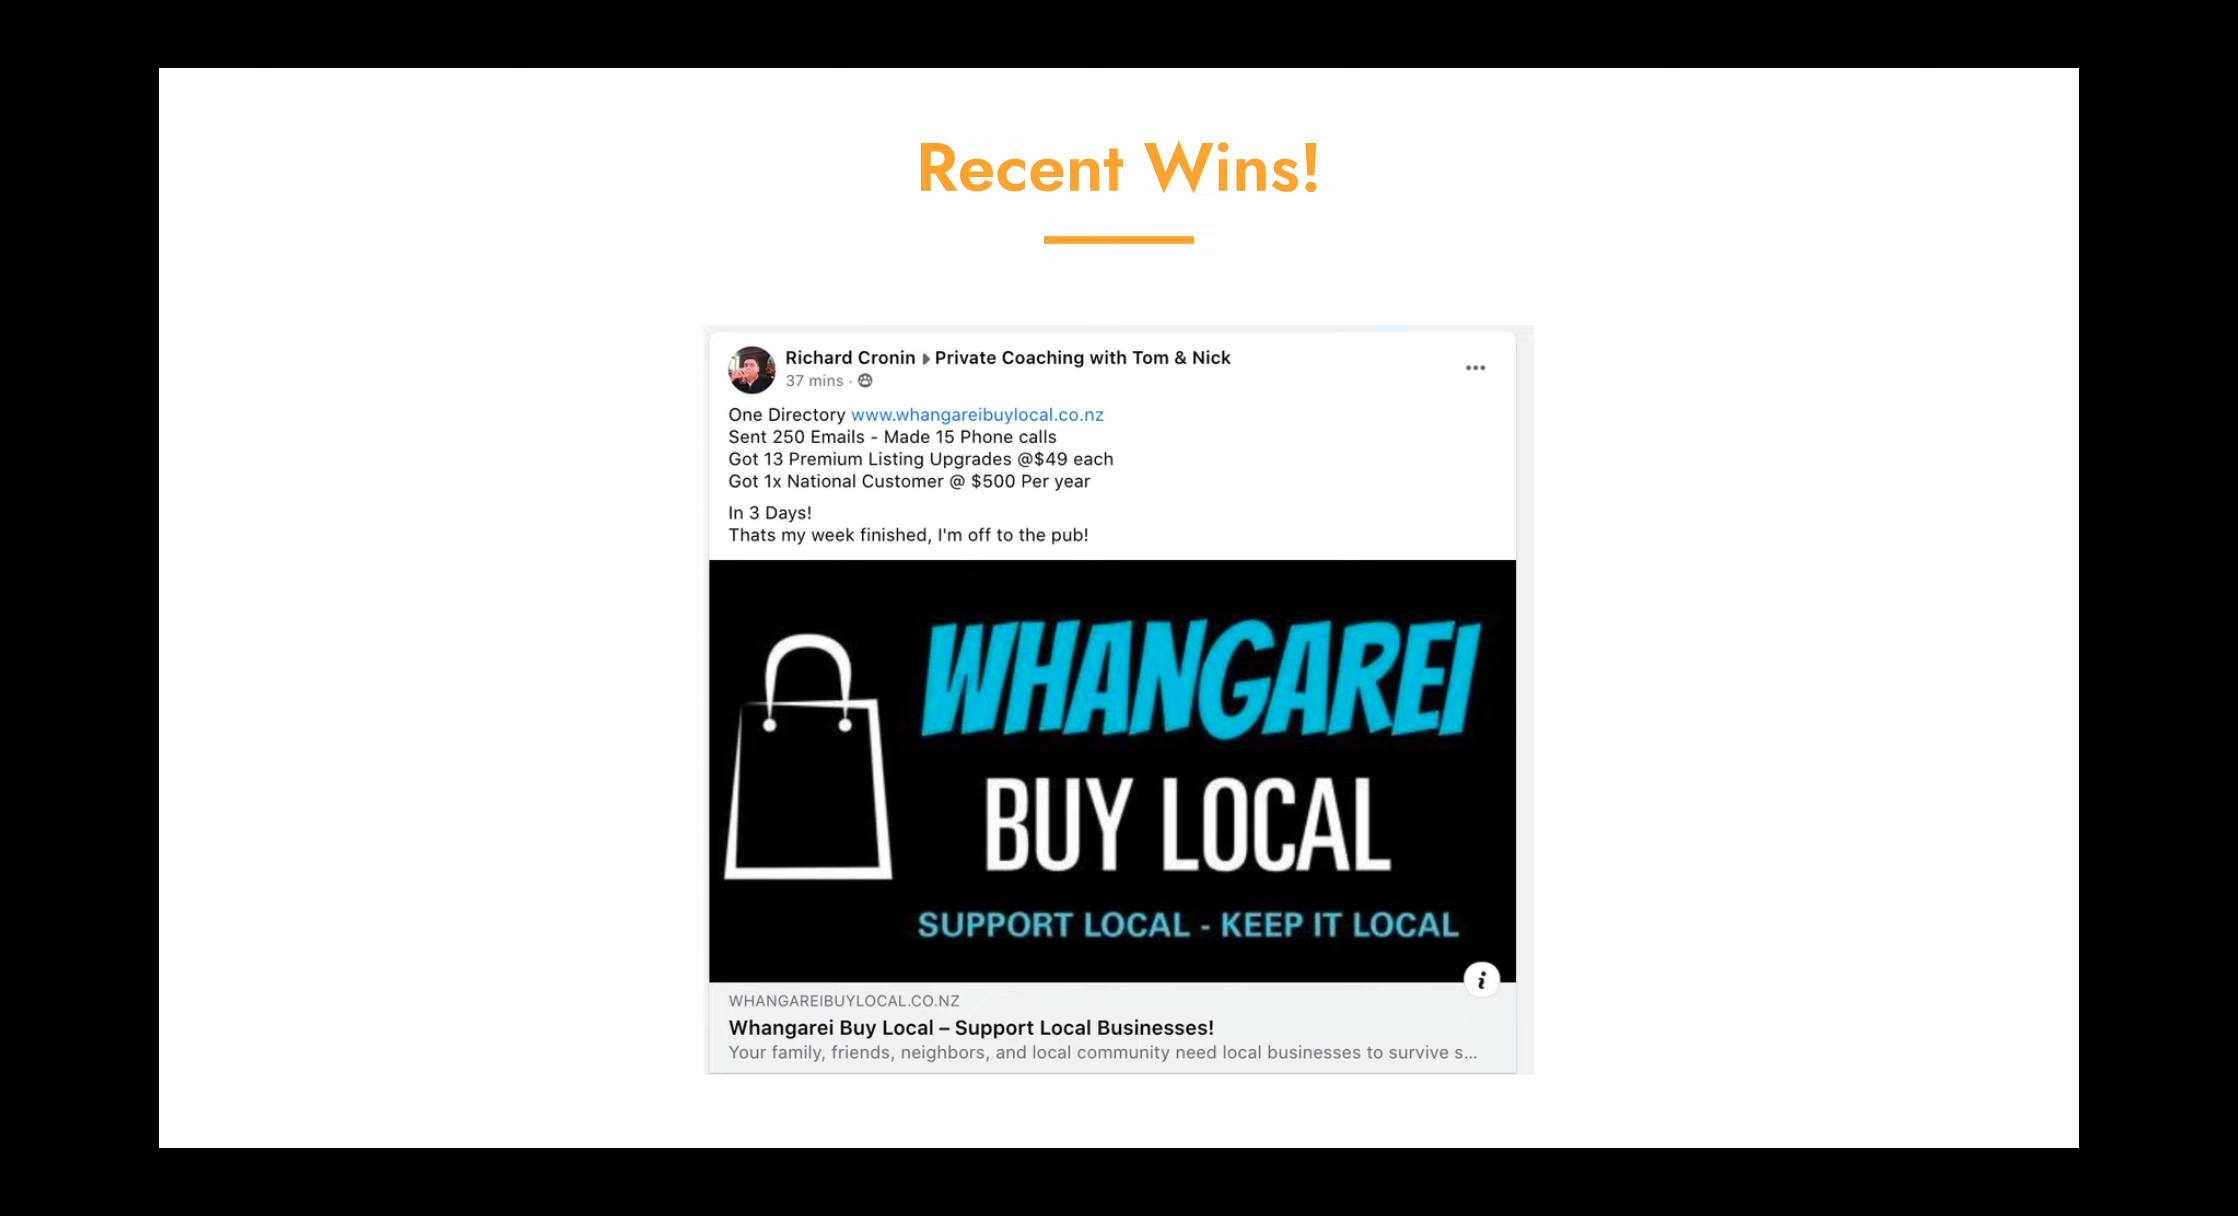 Recent Wins!
Richard Cronin ▸ Private Coaching with Tom & Nick
37 mins ·
One Directory www.whangareibuylocal.co.nz
Sent 250 Emails - Made 15 Phone calls
Got 13 Premium Listing Upgrades @$49 each
Got 1x National Customer @ $500 Per year
In 3 Days!
Thats my week finished, I'm off to the pub!
WHANGAREI
BUY LOCAL
SUPPORT LOCAL - KEEP IT LOCAL
i
WHANGAREIBUYLOCAL.CO.NZ
Whangarei Buy Local – Support Local Businesses!
Your family, friends, neighbors, and local community need local businesses to survive s...